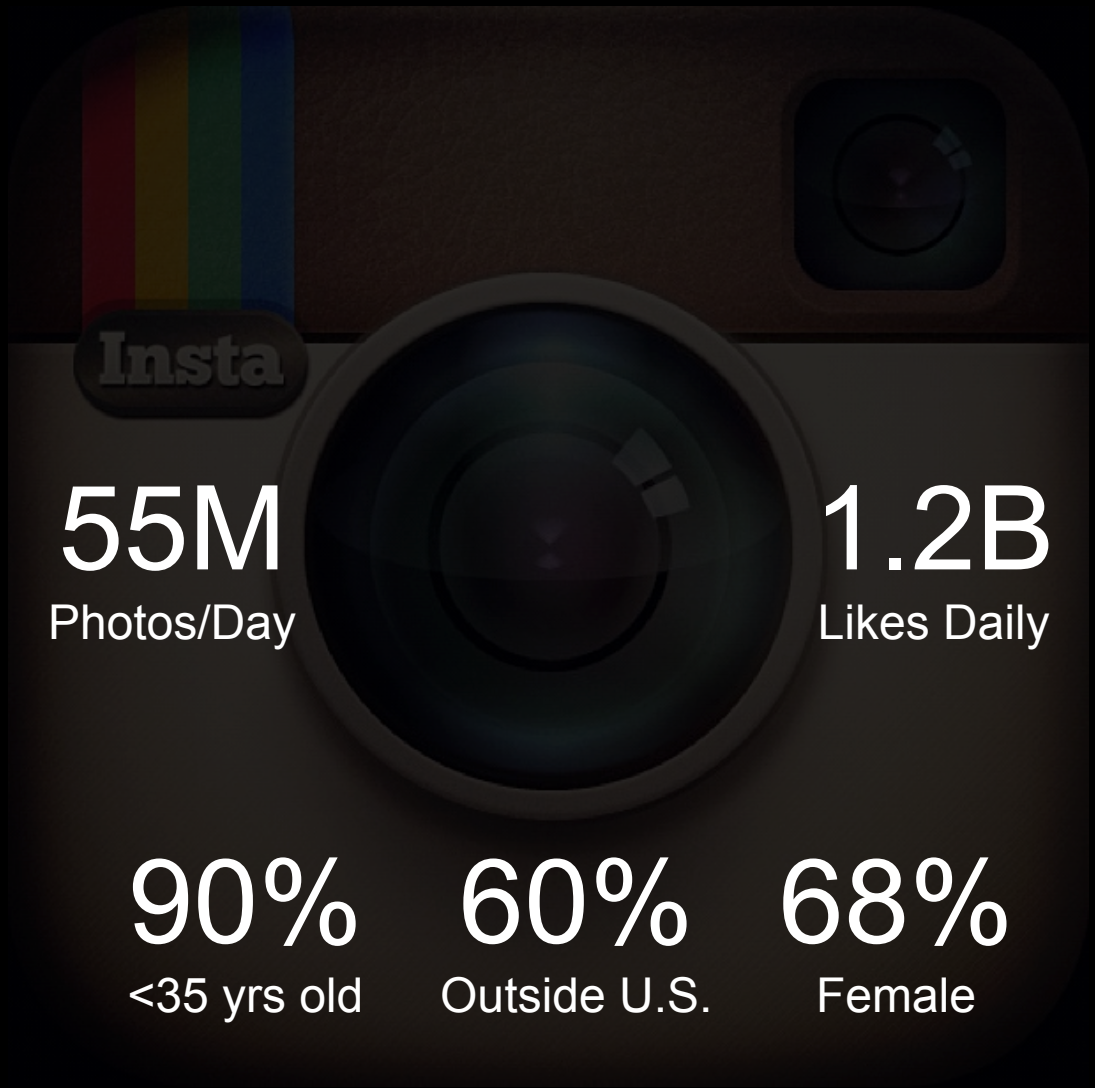 Insta
55M
Photos/Day
1.2B
Likes Daily
90%
<35 yrs old
60%
Outside U.S.
68%
Female